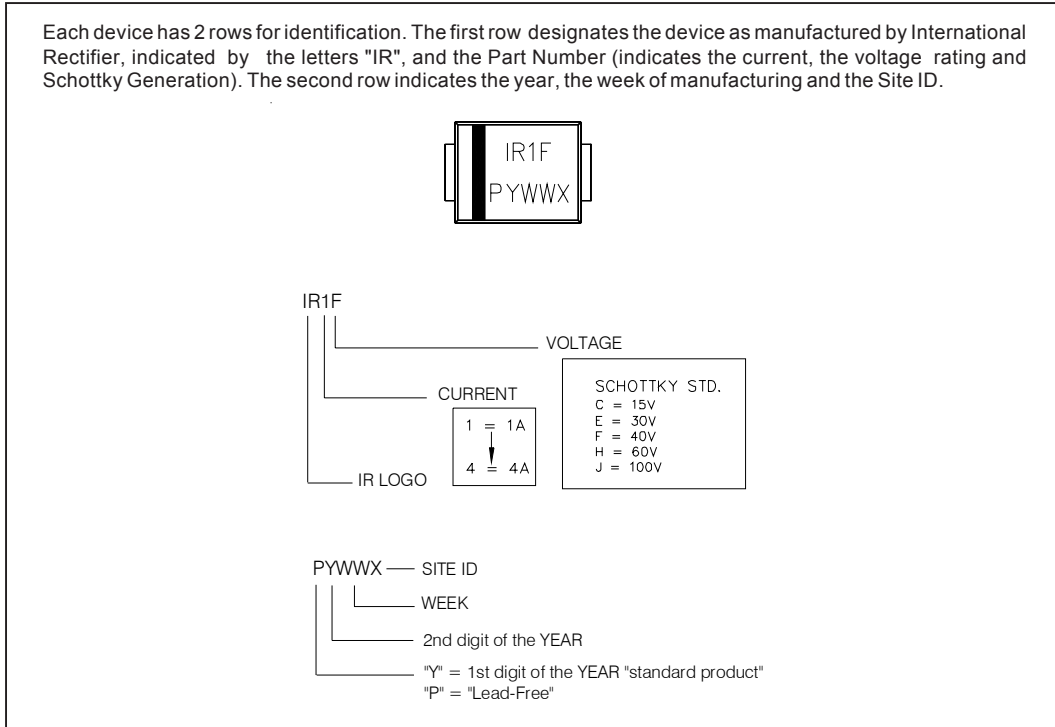 Each device has 2 rows for identification. The first row designates the device as manufactured by International
Rectifier, indicated by the letters "IR", and the Part Number (indicates the current, the voltage rating and
Schottky Generation). The second row indicates the year, the week of manufacturing and the Site ID.
IR1F
PYWWX
IR1F
VOLTAGE
SCHOTTKY STD.
C = 15V
E = 30V
F = 40V
H = 60V
J = 100V
CURRENT
1 = 1A
4 = 4A
IR LOGO
PYWWX
SITE ID
WEEK
2nd digit of the YEAR
"Y" = 1st digit of the YEAR "standard product"
"P" = "Lead-Free"